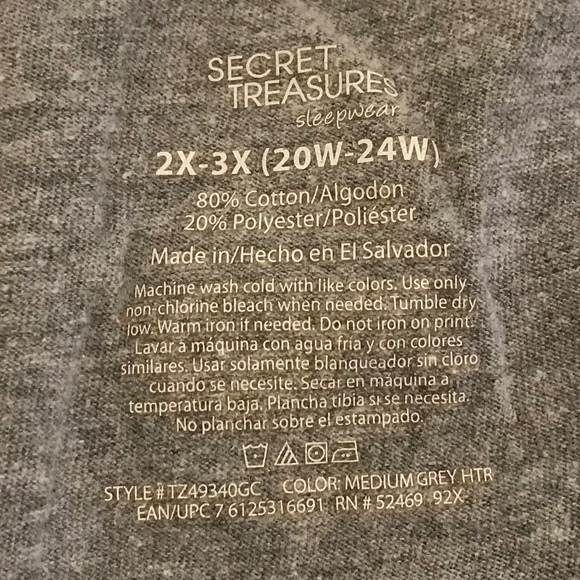 SECRET
TREASURES
sleepwear
2X-3X (20W-24W)
80% Cotton/Algodón
20% Polyester/Poliéster
Made in/Hecho en El Salvador
Machine wash cold with like colors. Use only
non-chlorine bleach when needed. Tumble dry
low. Warm iron if needed. Do not iron on print.
Lavar a máquina con agua fria y con colores
similares. Usar solamente blanqueador sin cloro
cuando se necesite. Secar en máquina a
temperatura baja. Plancha tibia si se necesita.
No planchar sobre el estampado.
STYLE # TZ49340GC COLOR: MEDIUM GREY HTR
EAN/UPC 7 6125316691 RN # 52469 92X